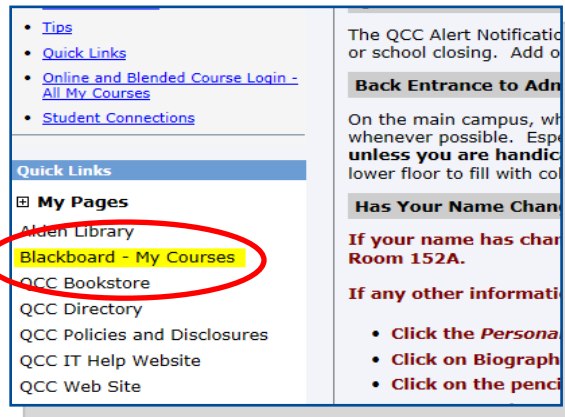 Tips
Quick Links
Online and Blended Course Login -
All My Courses
Student Connections
Quick Links
My Pages
Alden Library
Blackboard - My Courses
QCC Bookstore
QCC Directory
QCC Policies and Disclosures
QCC IT Help Website
QCC Web Site
The QCC Alert Notificatio
or school closing. Add o
Back Entrance to Adm
On the main campus, wh
whenever possible. Espe
unless you are handica
lower floor to fill with col
Has Your Name Chang
If your name has char
Room 152A.
If any other informati
Click the Persona
Click on Biograph
Click on the penci